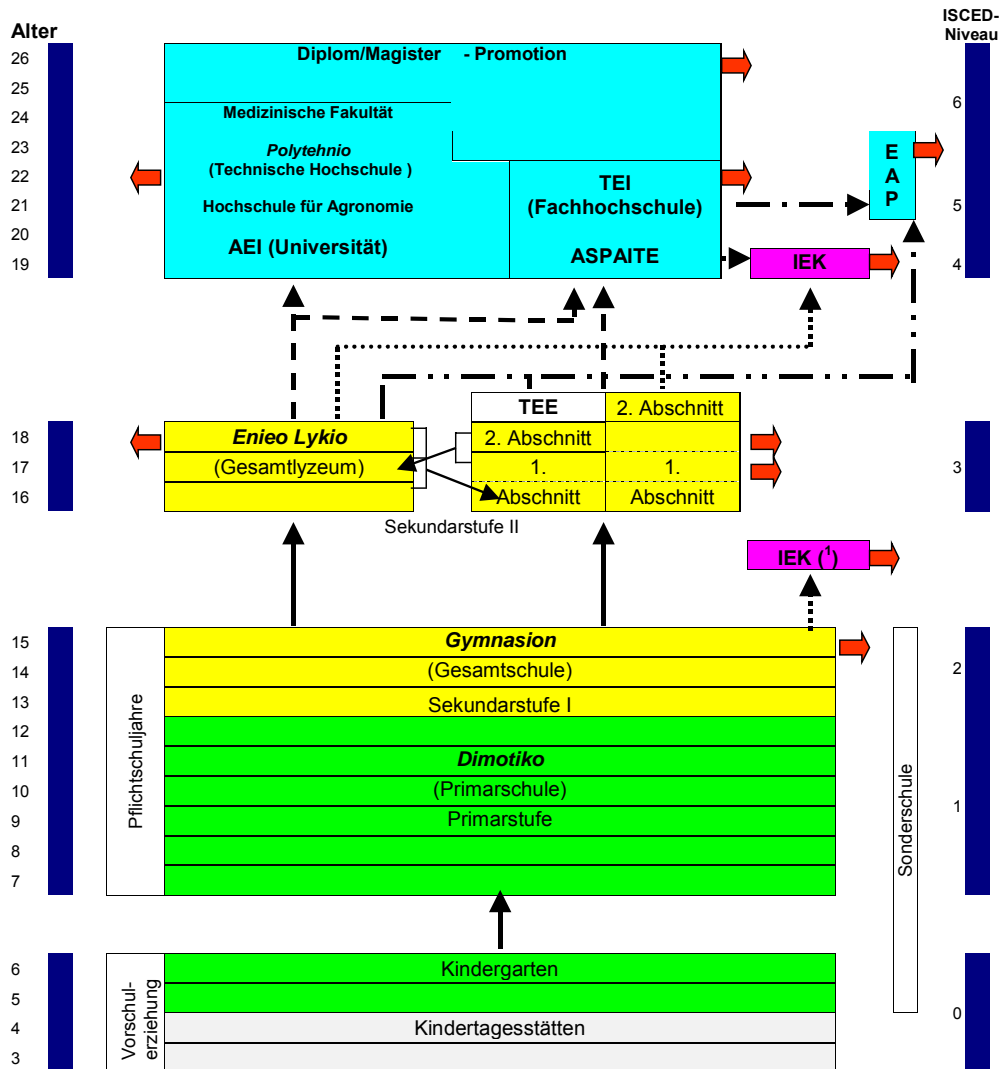 Alter
ISCED-
Niveau
26
Diplom/Magister - Promotion
25
24
Medizinische Fakultät
6
23
Polytehnio
(Technische Hochschule )
22
21
Hochschule für Agronomie
20
AEI (Universität)
19
TEI
(Fachhochschule)
ASPAITE
E
A
P
5
IEK
4
TEE
2. Abschnitt
18
Enieo Lykio
2. Abschnitt
17
(Gesamtlyzeum)
1.
1.
3
16
Abschnitt
Abschnitt
Sekundarstufe II
IEK (1)
15
Gymnasion
14
(Gesamtschule)
2
13
Sekundarstufe I
12
11
Dimotiko
10
(Primarschule)
9
Primarstufe
1
8
7
Pflichtschuljahre
Sonderschule
6
Kindergarten
5
0
4
Kindertagesstätten
3
Vorschul-
erziehung